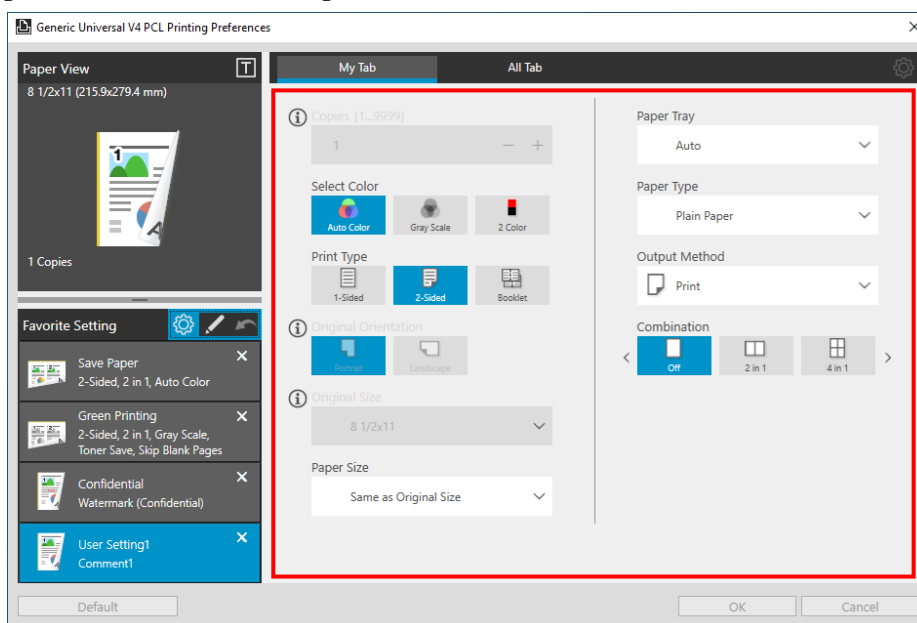 Generic Universal V4 PCL Printing Preferences
Paper View
T
8 1/2x11 (215.9x279.4 mm)
1
1 Copies
Favorite Setting
Save Paper
2-Sided, 2 in 1, Auto Color
Green Printing
2-Sided, 2 in 1, Gray Scale,
Toner Save, Skip Blank Pages
Confidential
Watermark (Confidential)
User Setting1
Comment1
My Tab
All Tab
Copies [1...9999]
1
Select Color
Auto Color
Gray Scale
2 Color
Print Type
1-Sided
2-Sided
Booklet
Original Orientation
Portrait
Landscape
Original Size
8 1/2x11
Paper Size
Same as Original Size
Paper Tray
Auto
Paper Type
Plain Paper
Output Method
Print
Combination
Off
2 in 1
4 in 1
Default
OK
Cancel